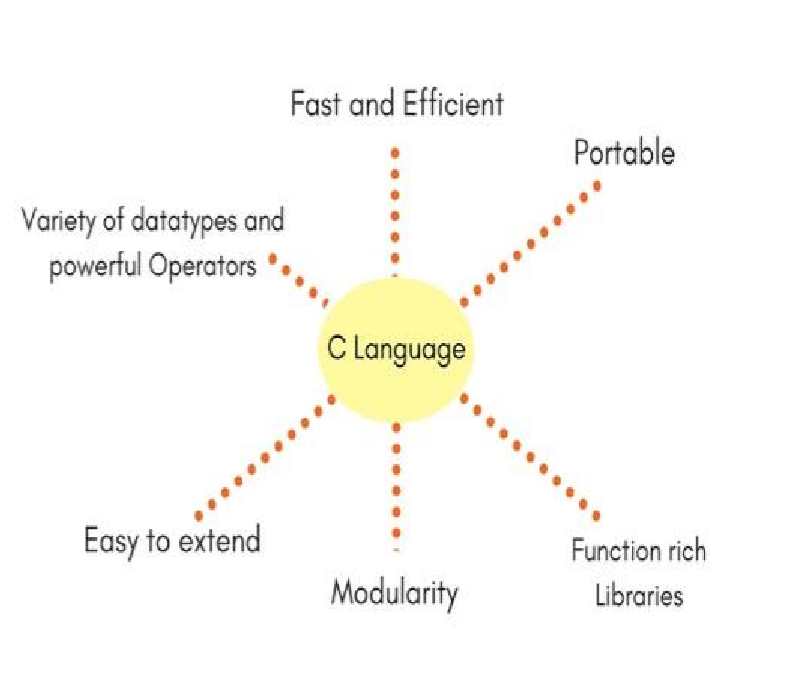 Fast and Efficient
Portable
Variety of datatypes and
powerful Operators
C Language
Easy to extend
Function rich
Libraries
Modularity